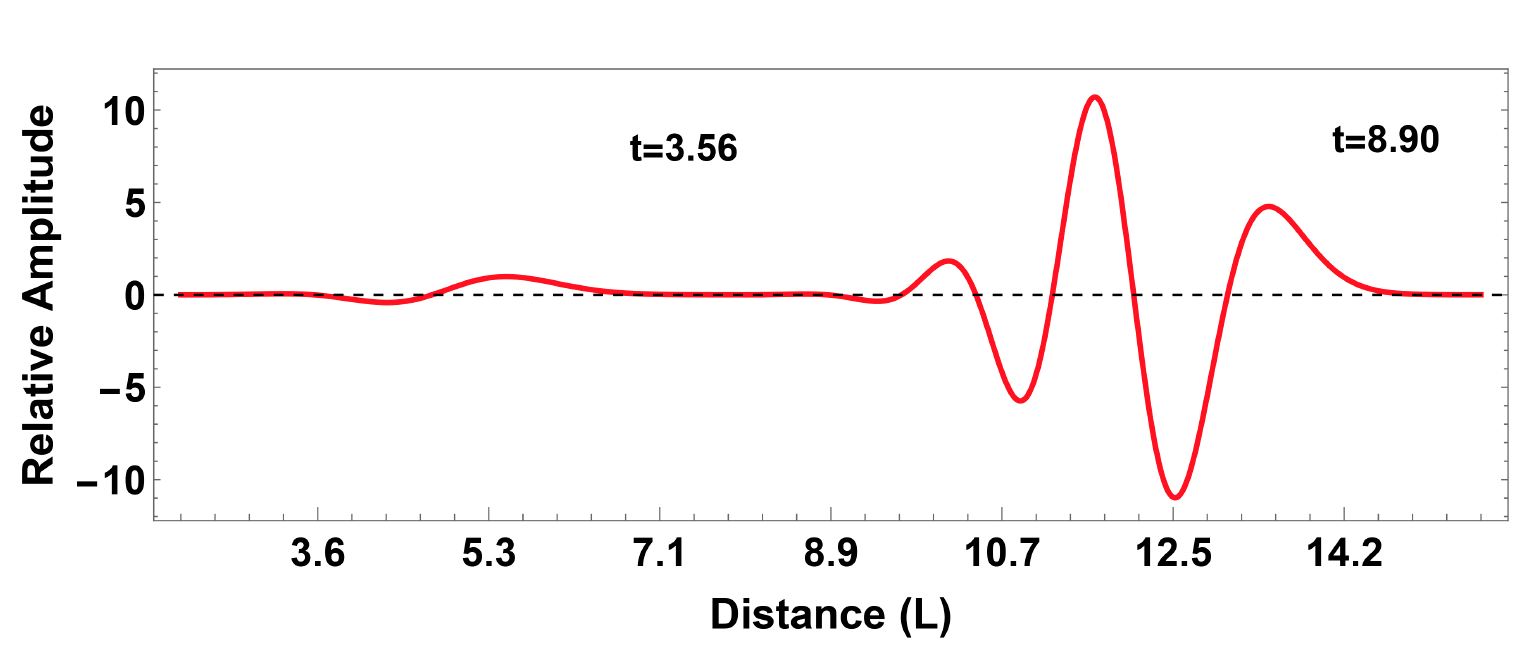 t=3.56
t=8.90
Relative Amplitude
10
5
0
−5
−10
3.6 5.3 7.1 8.9 10.7 12.5 14.2
Distance (L)